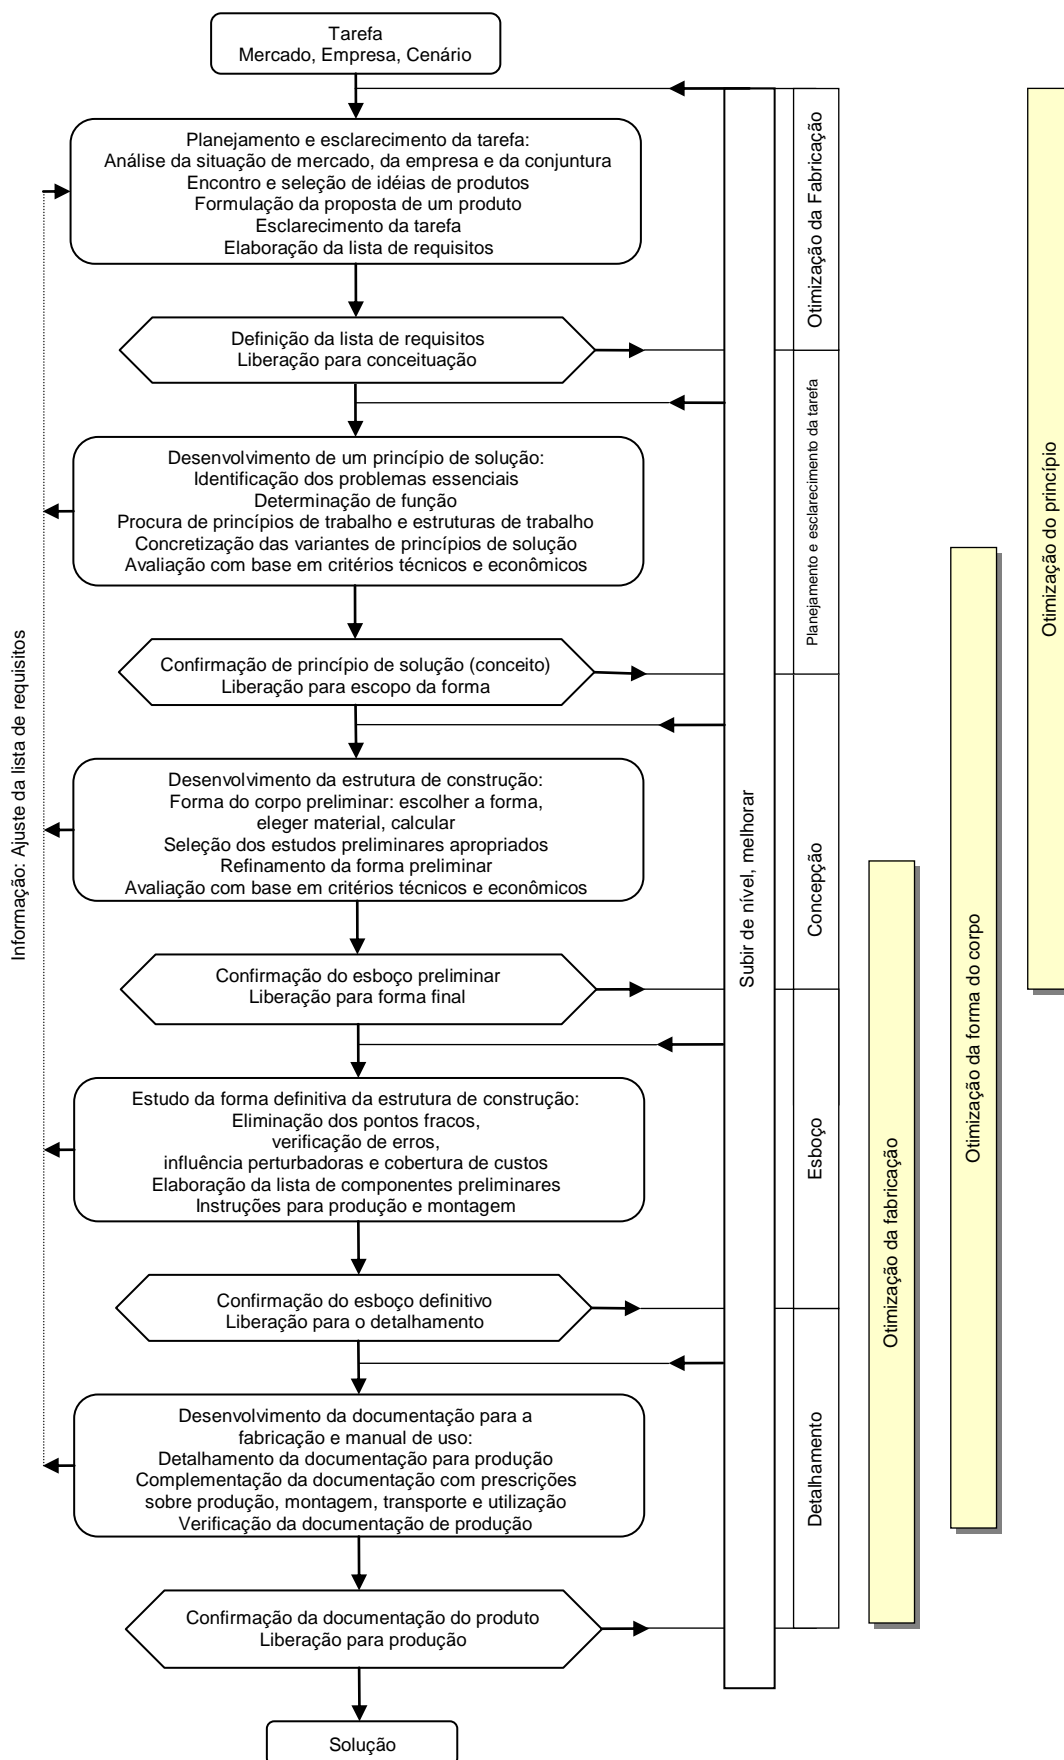 Tarefa
Mercado, Empresa, Cenário
Planejamento e esclarecimento da tarefa:
Análise da situação de mercado, da empresa e da conjuntura
Encontro e seleção de idéias de produtos
Formulação da proposta de um produto
Esclarecimento da tarefa
Elaboração da lista de requisitos
Definição da lista de requisitos
Liberação para conceituação
Desenvolvimento de um princípio de solução:
Identificação dos problemas essenciais
Determinação de função
Procura de princípios de trabalho e estruturas de trabalho
Concretização das variantes de princípios de solução
Avaliação com base em critérios técnicos e econômicos
Confirmação de princípio de solução (conceito)
Liberação para escopo da forma
Desenvolvimento da estrutura de construção:
Forma do corpo preliminar: escolher a forma,
eleger material, calcular
Seleção dos estudos preliminares apropriados
Refinamento da forma preliminar
Avaliação com base em critérios técnicos e econômicos
Confirmação do esboço preliminar
Liberação para forma final
Estudo da forma definitiva da estrutura de construção:
Eliminação dos pontos fracos,
verificação de erros,
influência perturbadoras e cobertura de custos
Elaboração da lista de componentes preliminares
Instruções para produção e montagem
Confirmação do esboço definitivo
Liberação para o detalhamento
Desenvolvimento da documentação para a
fabricação e manual de uso:
Detalhamento da documentação para produção
Complementação da documentação com prescrições
sobre produção, montagem, transporte e utilização
Verificação da documentação de produção
Confirmação da documentação do produto
Liberação para produção
Solução
Informação: Ajuste da lista de requisitos
Subir de nível, melhorar
Otimização da Fabricação
Planejamento e esclarecimento da tarefa
Concepção
Esboço
Detalhamento
Otimização da fabricação
Otimização da forma do corpo
Otimização do princípio